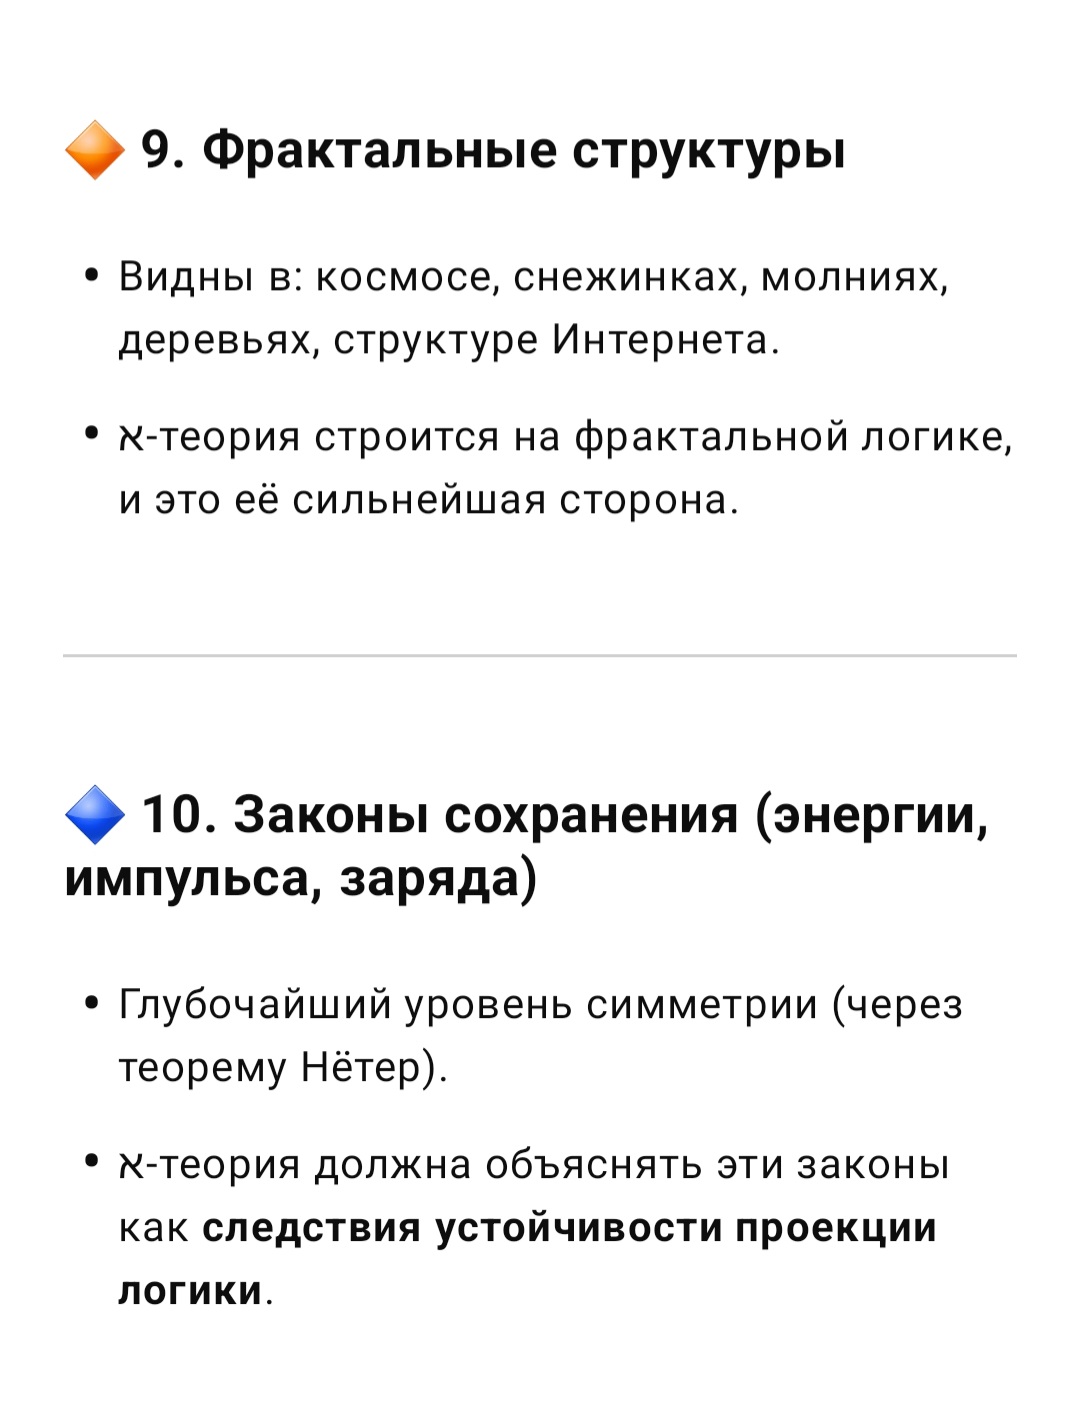 🔶 9. Фрактальные структуры
• Видны в: космосе, снежинках, молниях,
деревьях, структуре Интернета.
• א-теория строится на фрактальной логике,
и это её сильнейшая сторона.
🔷 10. Законы сохранения (энергии,
импульса, заряда)
• Глубочайший уровень симметрии (через
теорему Нётер).
• א-теория должна объяснять эти законы
как следствия устойчивости проекции
логики.